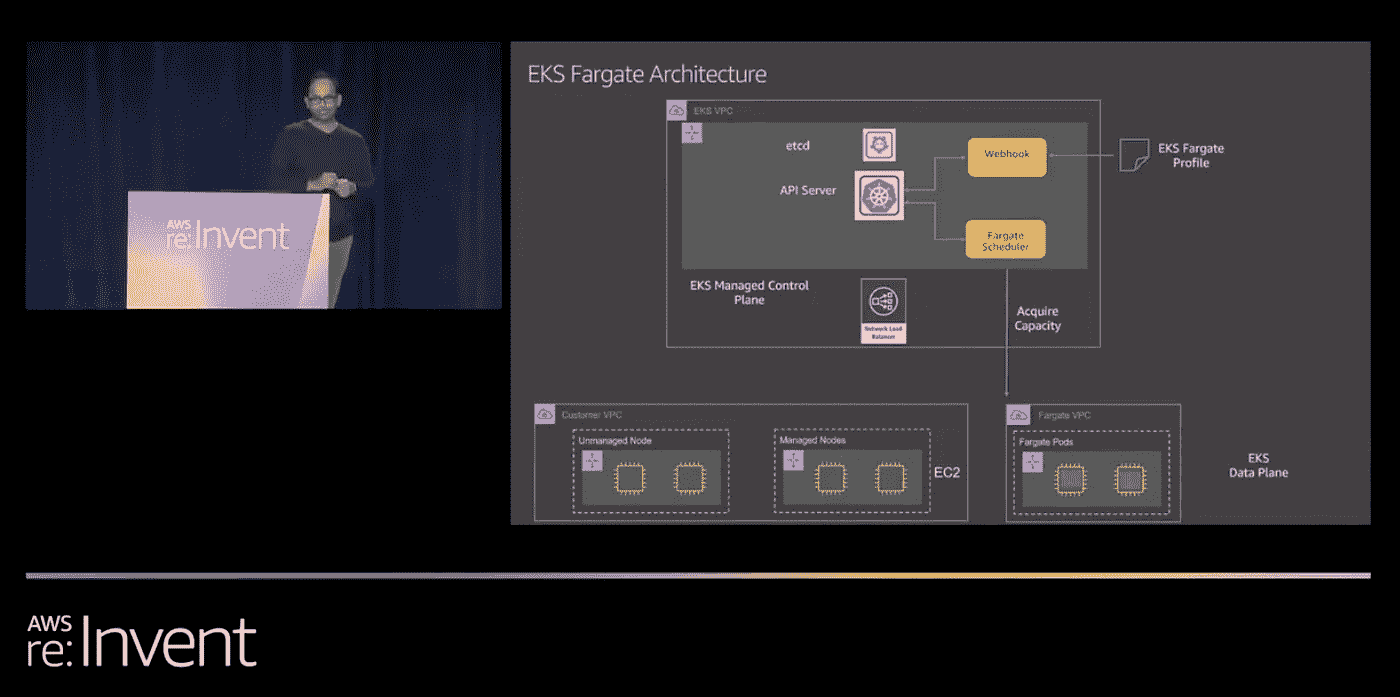 AWS
re:Invent
EKS Fargate Architecture
EKS VPC
etcd
API Server
Webhook
EKS Fargate
Profile
Fargate
Scheduler
EKS Managed Control
Plane
Network Load
Balancer
Acquire
Capacity
Customer VPC
Unmanaged Node
Managed Nodes
EC2
Fargate VPC
Fargate Pods
EKS
Data Plane
AWS
re:Invent